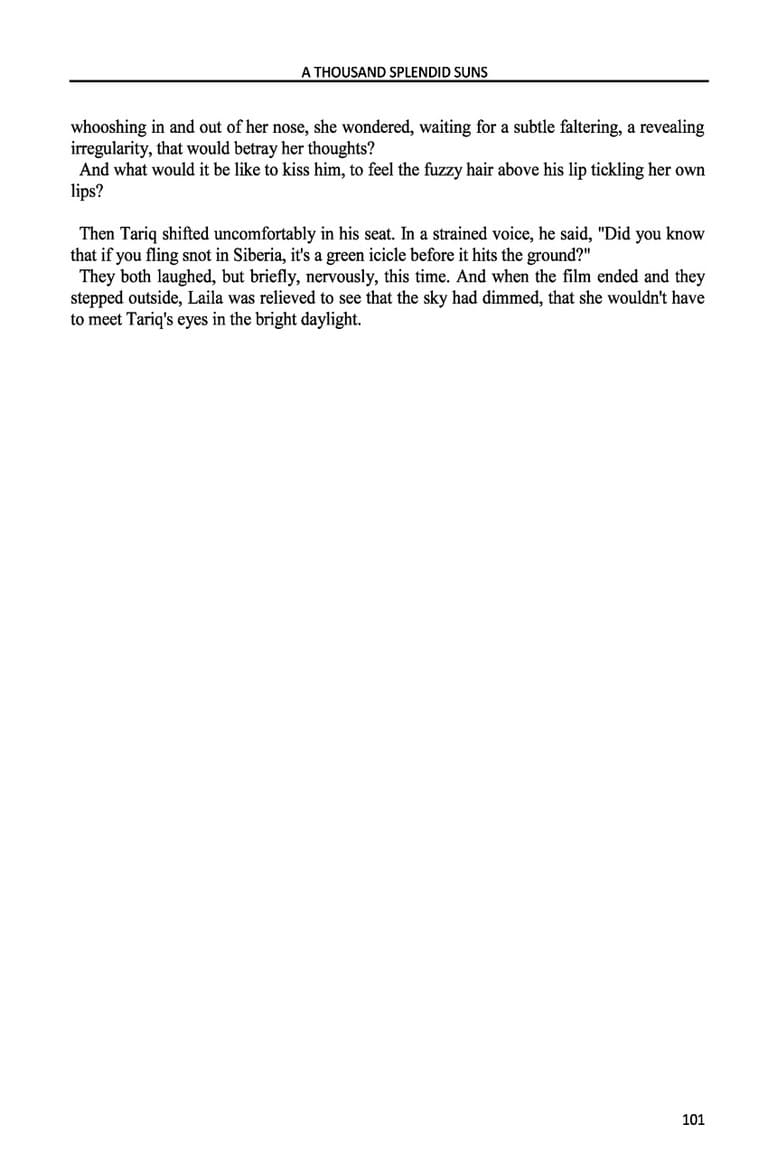 A THOUSAND SPLENDID SUNS
whooshing in and out of her nose, she wondered, waiting for a subtle faltering, a revealing
irregularity, that would betray her thoughts?
And what would it be like to kiss him, to feel the fuzzy hair above his lip tickling her own
lips?
Then Tariq shifted uncomfortably in his seat. In a strained voice, he said, "Did you know
that if you fling snot in Siberia, it's a green icicle before it hits the ground?"
They both laughed, but briefly, nervously, this time. And when the film ended and they
stepped outside, Laila was relieved to see that the sky had dimmed, that she wouldn't have
to meet Tariq's eyes in the bright daylight.
101